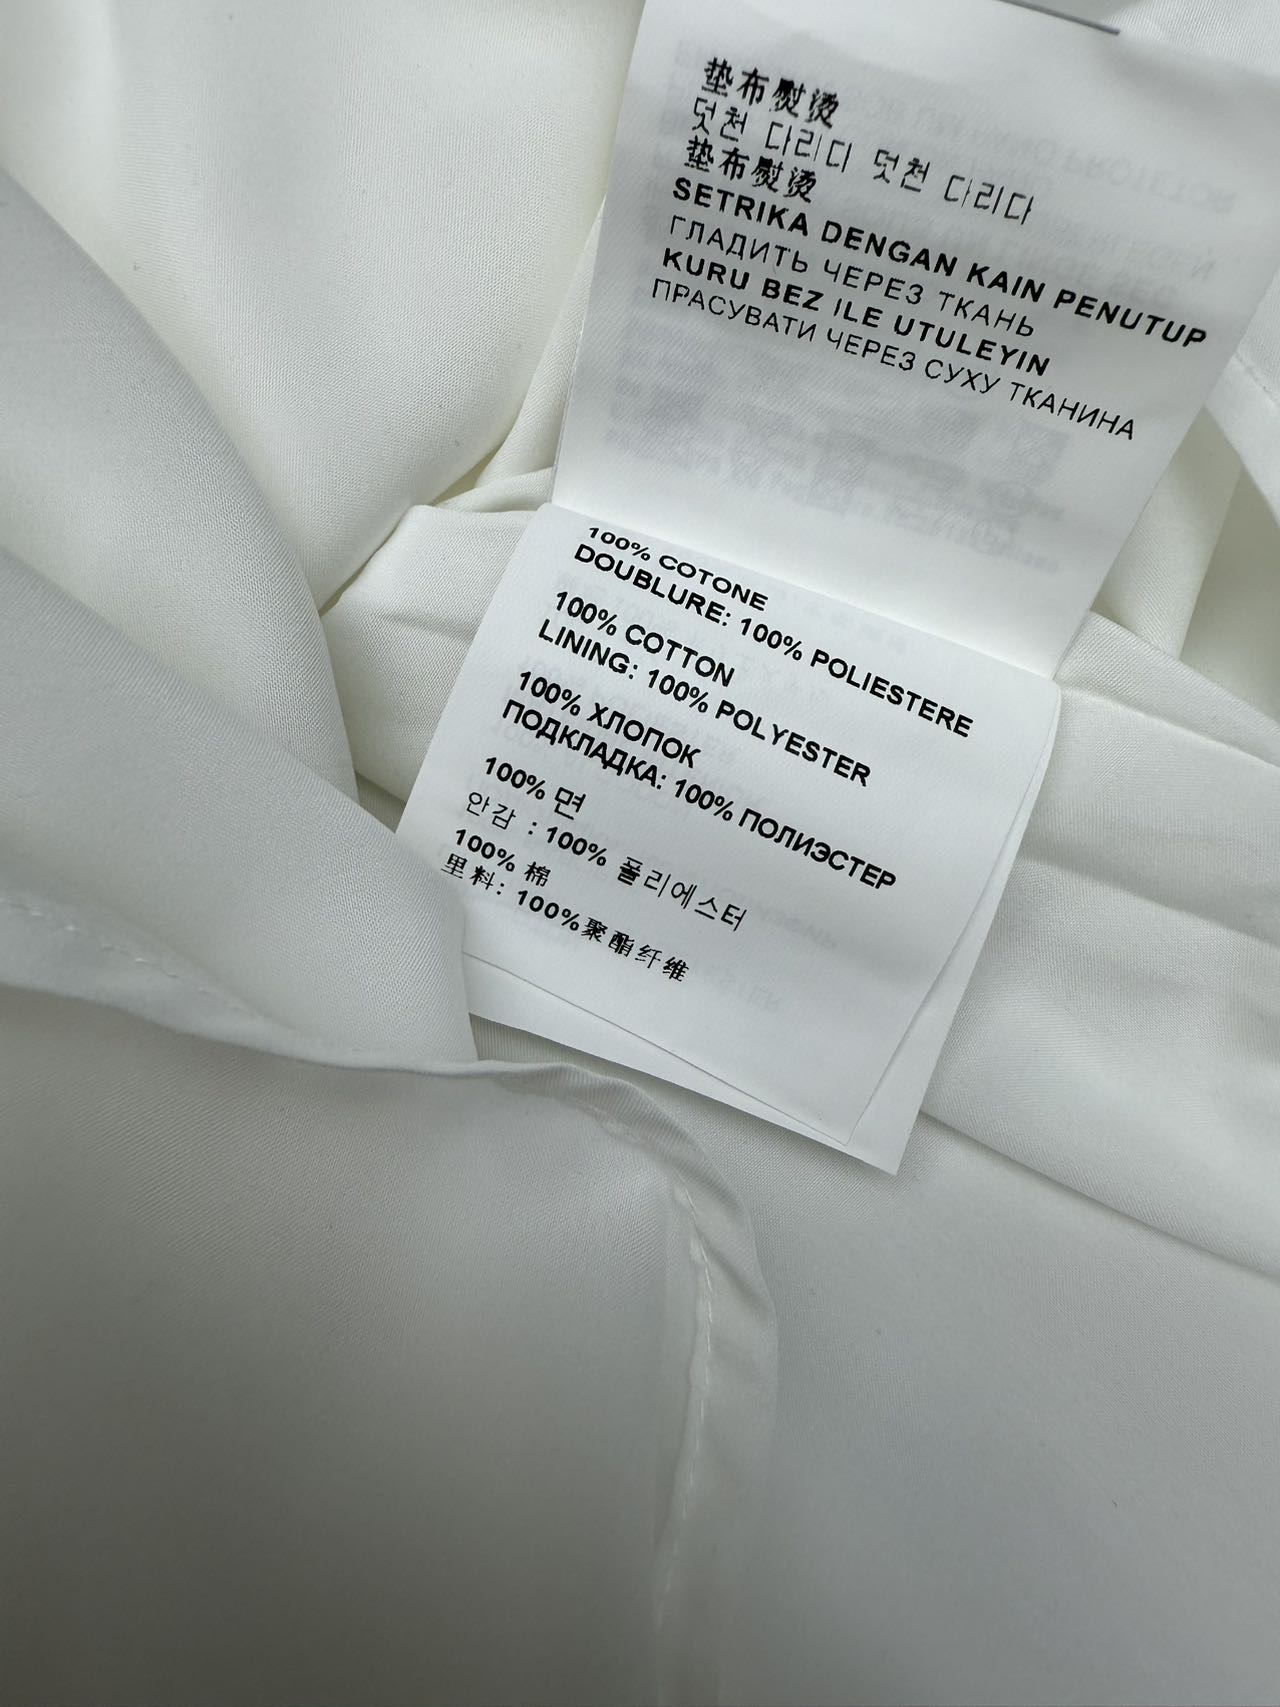 垫布熨烫
덧천 다리디 덧천 다리다
垫布熨烫
SETRIKA DENGAN KAIN PENUTUP
ГЛАДИТЬ ЧЕРЕЗ ТКАНЬ
KURU BEZ ILE UTULEYIN
ПРАСУВАТИ ЧЕРЕЗ СУХУ ТКАНИНА
100% COTONE
DOUBLURE: 100% POLIESTERE
100% COTTON
LINING: 100% POLYESTER
100% ХЛОПОК
ПОДКЛАДКА: 100% ПОЛИЭСТЕР
100% 면
안감 : 100% 폴리에스터
100% 棉
里料: 100%聚酯纤维